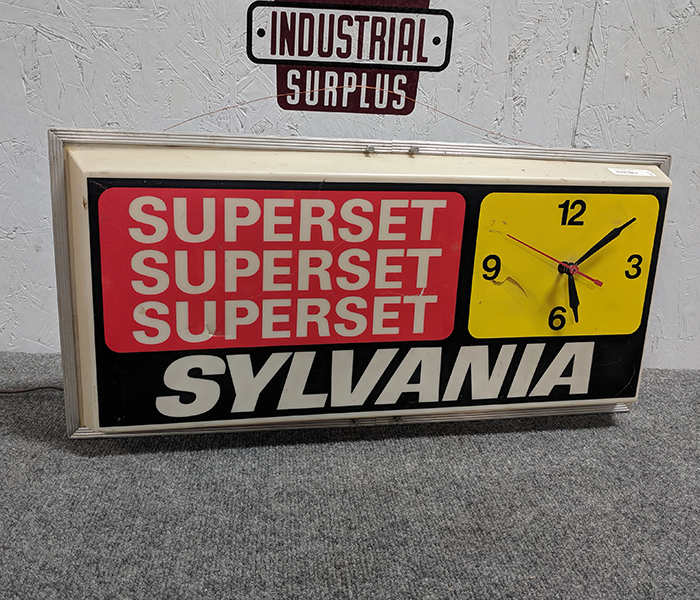 INDUSTRIAL
SURPLUS
SUPERSET
SUPERSET
SUPERSET
12
9
3
6
SYLVANIA